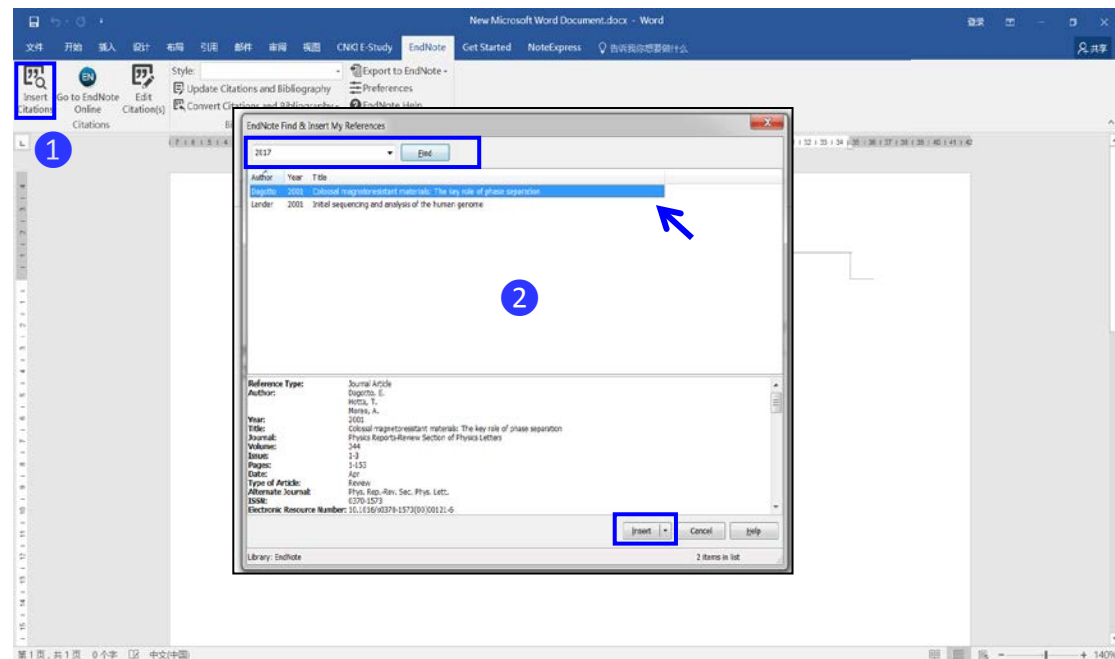 New Microsoft Word Document.docx - Word
登录
文件 开始 插入 设计 布局 引用 邮件 审阅 视图 CNKI E-Study EndNote Get Started NoteExpress 告诉我你想要做什么
共享
Insert Citations
Go to EndNote Online
Edit Citation(s)
Style:
Update Citations and Bibliography
Convert Citations and Bibliography
Export to EndNote
Preferences
EndNote Help
Citations
1
EndNote Find & Insert My References
2017
Find
Author Year Title
Dagotto 2001 Colossal magnetoresistant materials: The key role of phase separation
Lander 2001 Initial sequencing and analysis of the human genome
2
Reference Type: Journal Article
Author: Dagotto, E.
Hotta, T.
Moreo, A.
Year: 2001
Title: Colossal magnetoresistant materials: The key role of phase separation
Journal: Physics Reports-Review Section of Physics Letters
Volume: 344
Issue: 1-3
Pages: 1-153
Date: Apr
Type of Article: Review
Alternate Journal: Phys. Rep.-Rev. Sec. Phys. Lett.
ISSN: 0370-1573
Electronic Resource Number: 10.1016/s0370-1573(00)00121-6
Insert Cancel Help
Library: EndNote
2 items in list
第1页,共1页 0个字 中文(中国)
140%